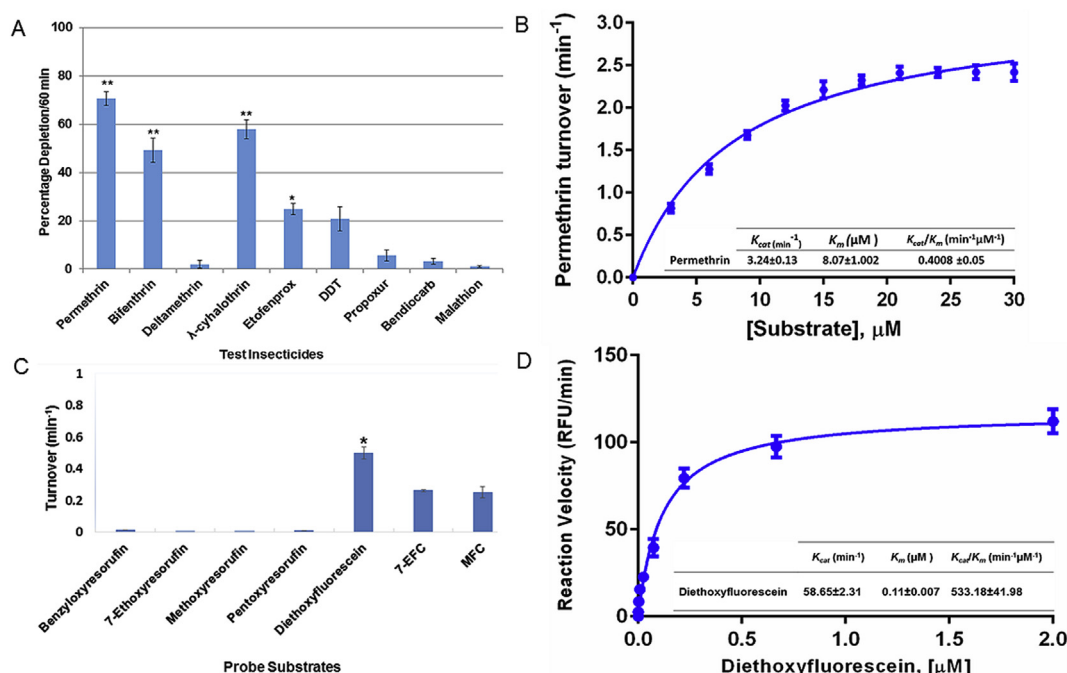 A
Percentage Depletion/60 min
100
80
60
40
20
0
**
**
**
*
Permethrin
Bifenthrin
Deltamethrin
λ-cyhalothrin
Etofenprox
DDT
Propoxur
Bendiocarb
Malathion
Test Insecticides
B
Permethrin turnover (min⁻¹)
3.0
2.5
2.0
1.5
1.0
0.5
0.0
Kcat (min⁻¹) Km (µM ) Kcat/Km (min⁻¹µM⁻¹)
Permethrin 3.24±0.13 8.07±1.002 0.4008 ±0.05
0 5 10 15 20 25 30
[Substrate], µM
C
Turnover (min⁻¹)
1
0.8
0.6
0.4
0.2
0
*
Benzyloxyresorufin
7-Ethoxyresorufin
Methoxyresorufin
Pentoxyresorufin
Diethoxyfluorescein
7-EFC
MFC
Probe Substrates
D
Reaction Velocity (RFU/min)
150
100
50
0
Kcat (min⁻¹) Km (µM ) Kcat/Km (min⁻¹µM⁻¹)
Diethoxyfluorescein 58.65±2.31 0.11±0.007 533.18±41.98
0.0 0.5 1.0 1.5 2.0
Diethoxyfluorescein, [µM]